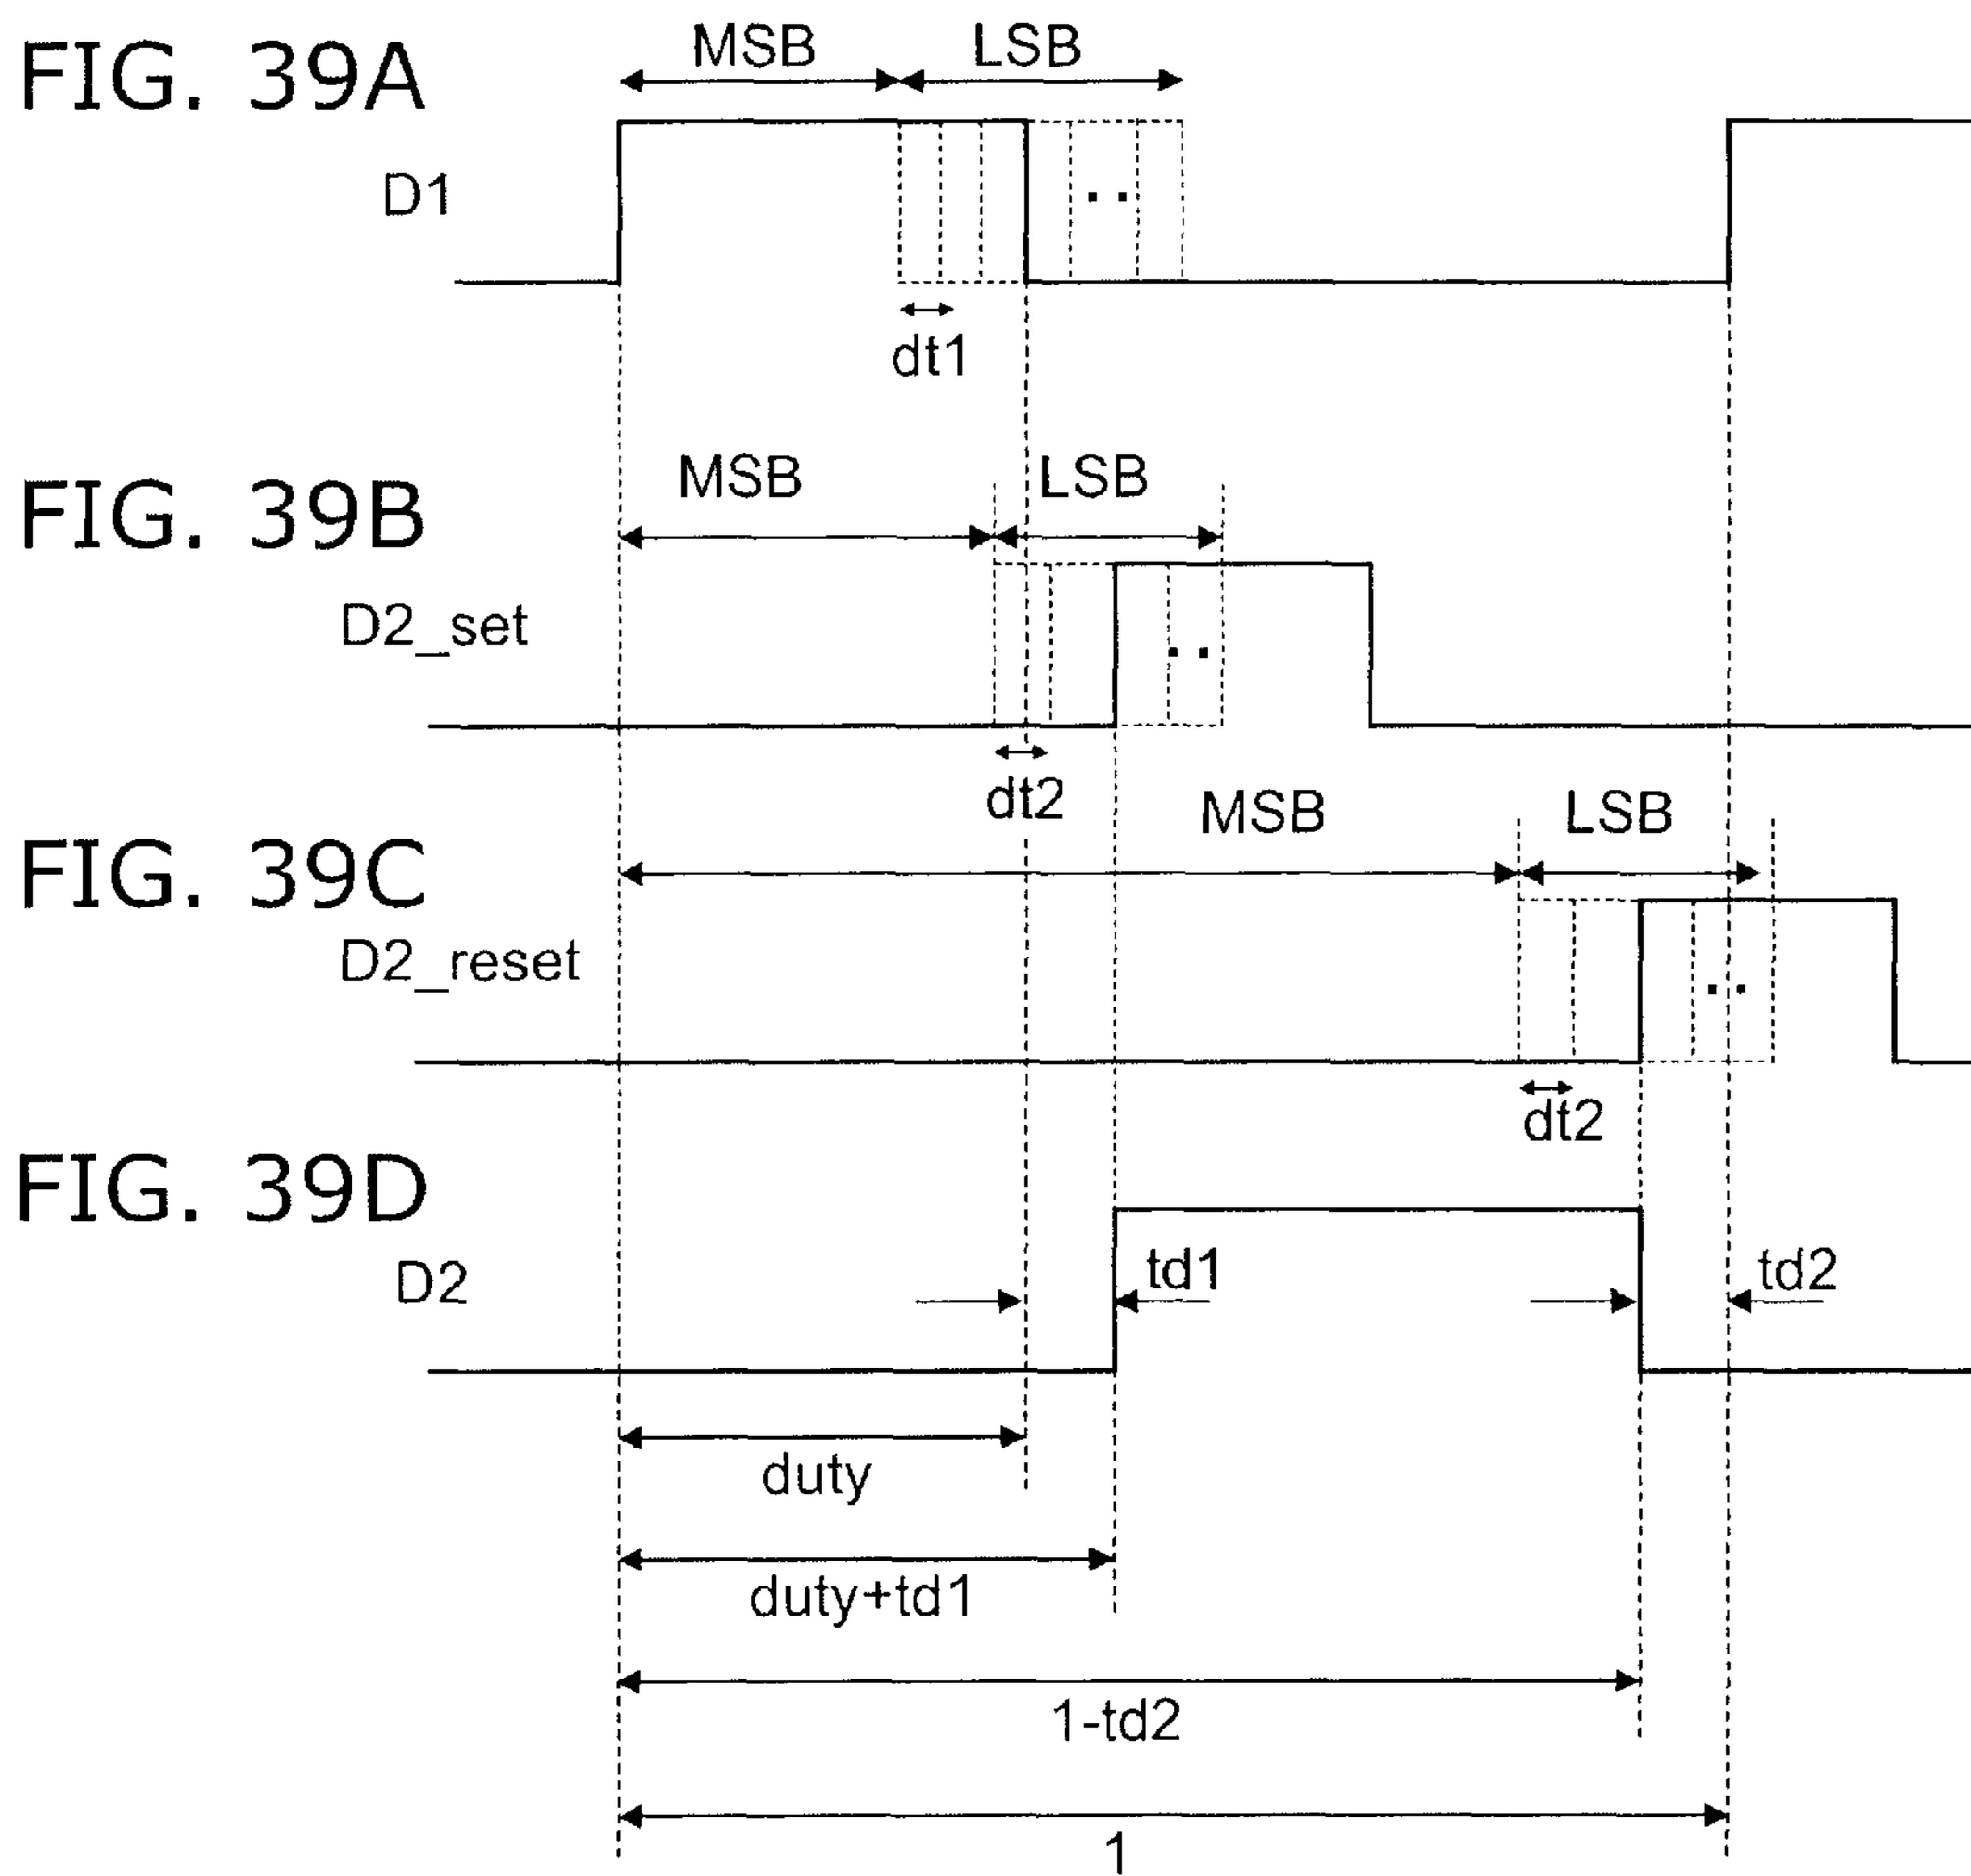 FIG. 39A
MSB LSB
D1
dt1
FIG. 39B
MSB LSB
D2_set
dt2
FIG. 39C
MSB LSB
D2_reset
dt2
FIG. 39D
D2
td1
td2
duty
duty+td1
1-td2
1